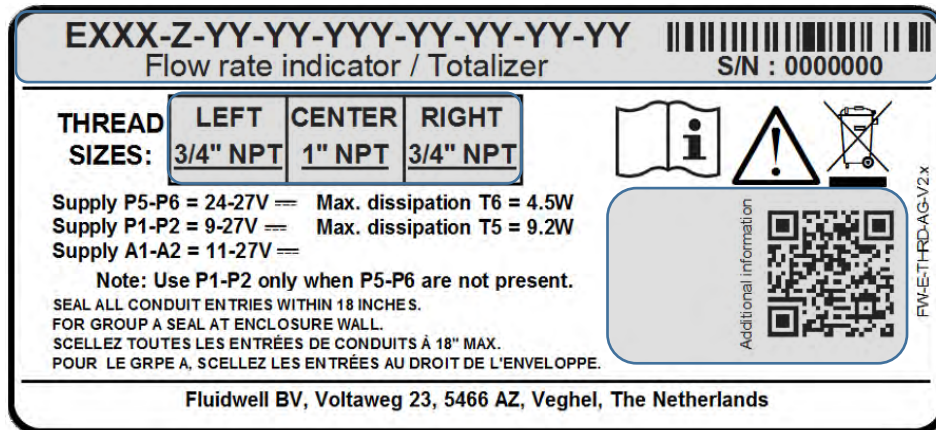 EXXX-Z-YY-YY-YYY-YY-YY-YY-YY
Flow rate indicator / Totalizer
S/N : 0000000
THREAD SIZES:
LEFT CENTER RIGHT
3/4" NPT 1" NPT 3/4" NPT
Supply P5-P6 = 24-27V ⎓ Max. dissipation T6 = 4.5W
Supply P1-P2 = 9-27V ⎓ Max. dissipation T5 = 9.2W
Supply A1-A2 = 11-27V ⎓
Note: Use P1-P2 only when P5-P6 are not present.
SEAL ALL CONDUIT ENTRIES WITHIN 18 INCHES.
FOR GROUP A SEAL AT ENCLOSURE WALL.
SCELLEZ TOUTES LES ENTRÉES DE CONDUITS À 18" MAX.
POUR LE GRPE A, SCELLEZ LES ENTRÉES AU DROIT DE L'ENVELOPPE.
Additional information
FW-E-THRD-AG-V2.x
Fluidwell BV, Voltaweg 23, 5466 AZ, Veghel, The Netherlands